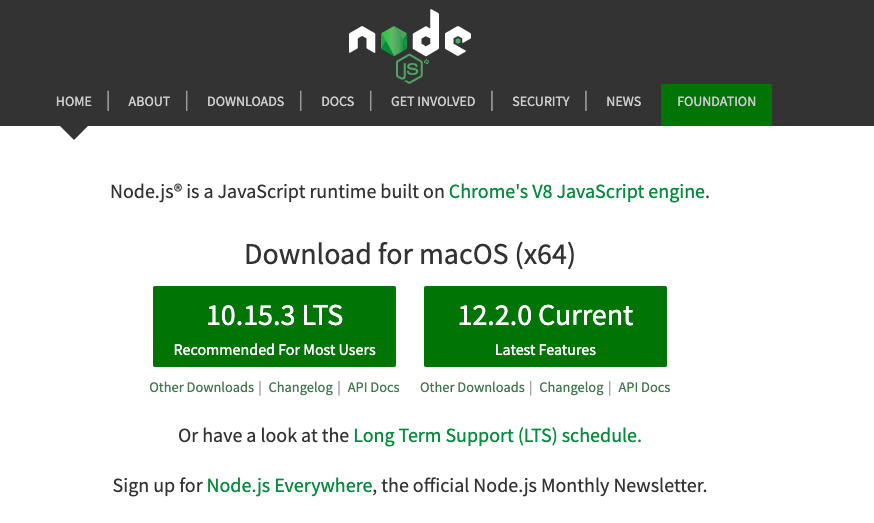 node
JS
HOME | ABOUT | DOWNLOADS | DOCS | GET INVOLVED | SECURITY | NEWS FOUNDATION
Node.js® is a JavaScript runtime built on Chrome's V8 JavaScript engine.
Download for macOS (x64)
10.15.3 LTS
Recommended For Most Users
12.2.0 Current
Latest Features
Other Downloads | Changelog | API Docs
Other Downloads | Changelog | API Docs
Or have a look at the Long Term Support (LTS) schedule.
Sign up for Node.js Everywhere, the official Node.js Monthly Newsletter.